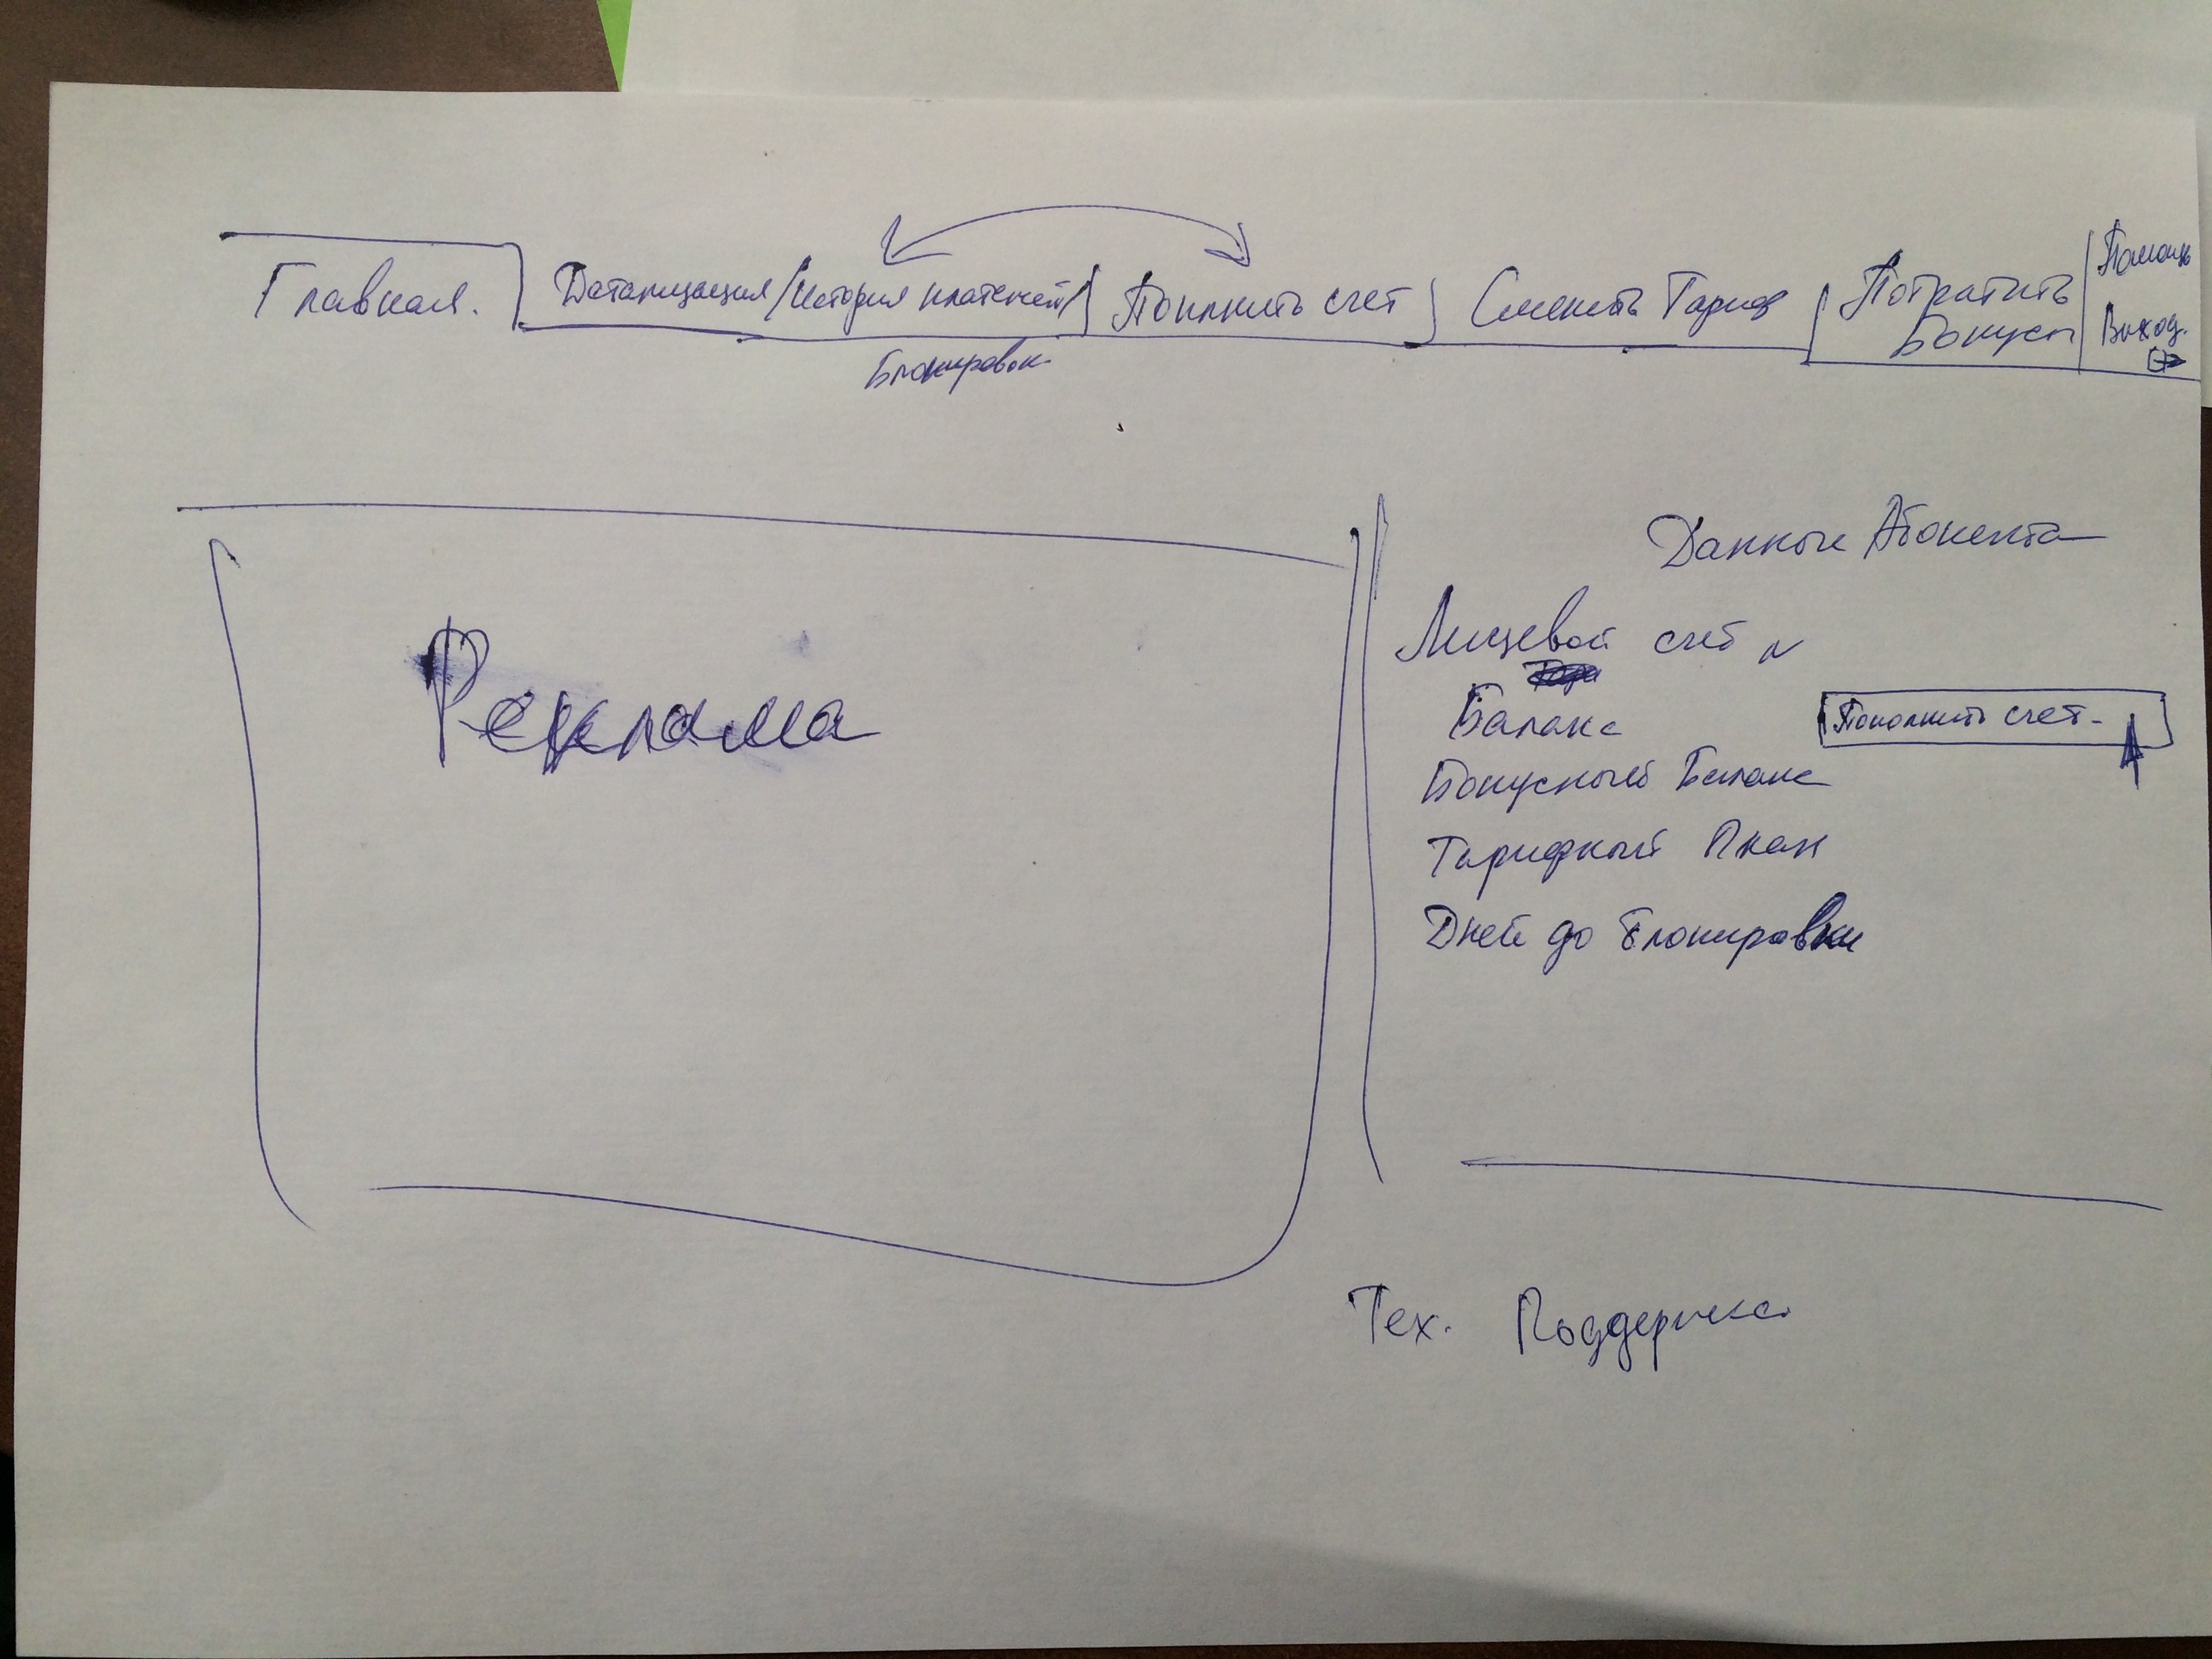 Главная.
Детализация/История платежей/
Блокировок
Пополнить счет
Сменить Тариф
Потратить
Бонусы
Помощь
Выход.
Реклама
Данные Абонента
Лицевой счет №
Баланс
Пополнить счет
Бонусный Баланс
Тарифный План
Дней до Блокировки
Тех. Поддержка